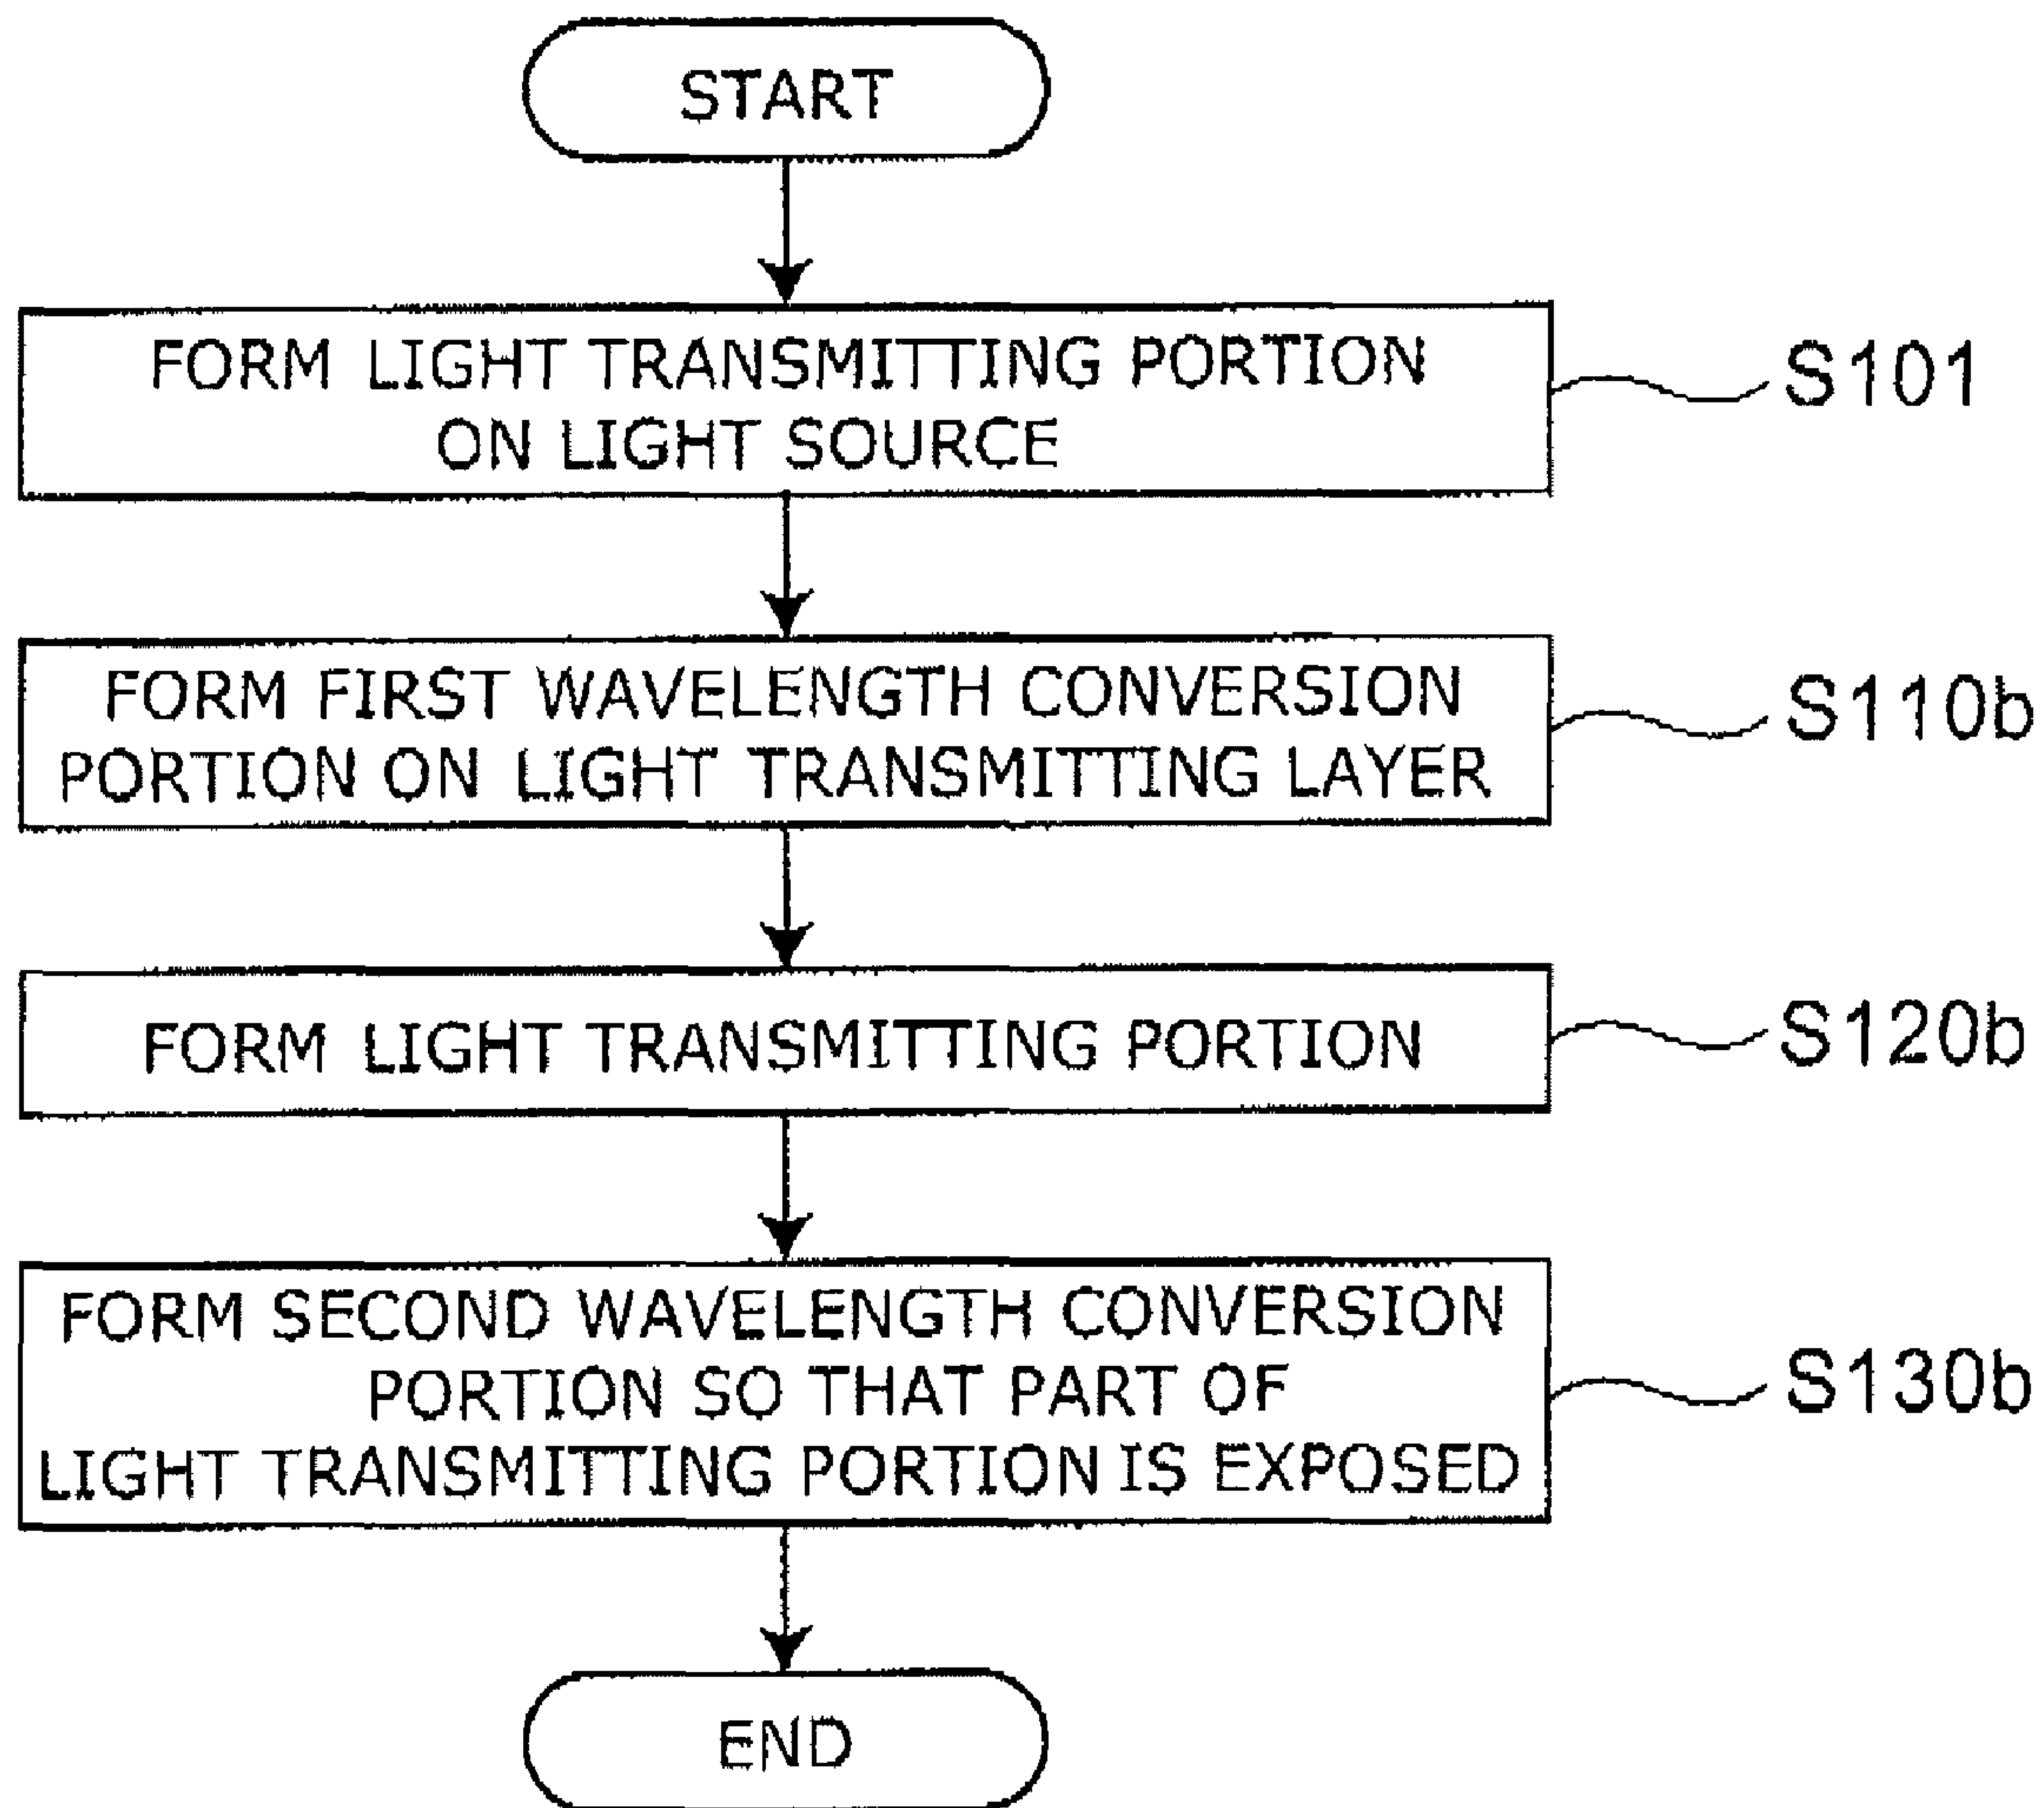 START
FORM LIGHT TRANSMITTING PORTION
ON LIGHT SOURCE
S101
FORM FIRST WAVELENGTH CONVERSION
PORTION ON LIGHT TRANSMITTING LAYER
S110b
FORM LIGHT TRANSMITTING PORTION
S120b
FORM SECOND WAVELENGTH CONVERSION
PORTION SO THAT PART OF
LIGHT TRANSMITTING PORTION IS EXPOSED
S130b
END